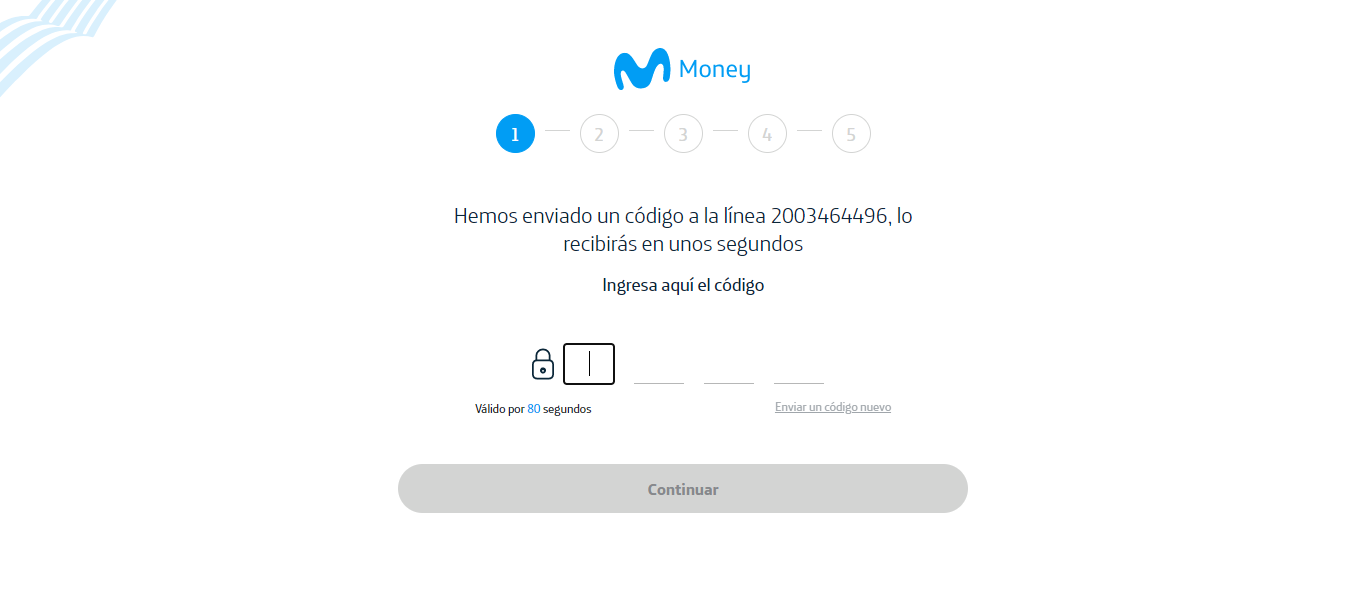 Money
1 2 3 4 5
Hemos enviado un código a la línea 2003464496, lo
recibirás en unos segundos
Ingresa aquí el código
Válido por 80 segundos
Enviar un código nuevo
Continuar